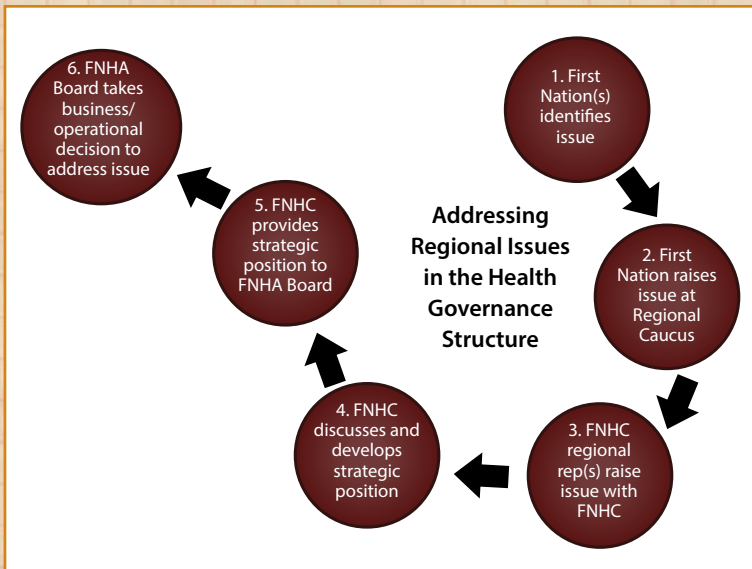 Addressing
Regional Issues
in the Health
Governance
Structure
1. First
Nation(s)
identifies
issue
2. First
Nation raises
issue at
Regional
Caucus
3. FNHC
regional
rep(s) raise
issue with
FNHC
4. FNHC
discusses and
develops
strategic
position
5. FNHC
provides
strategic
position to
FNHA Board
6. FNHA
Board takes
business/
operational
decision to
address issue